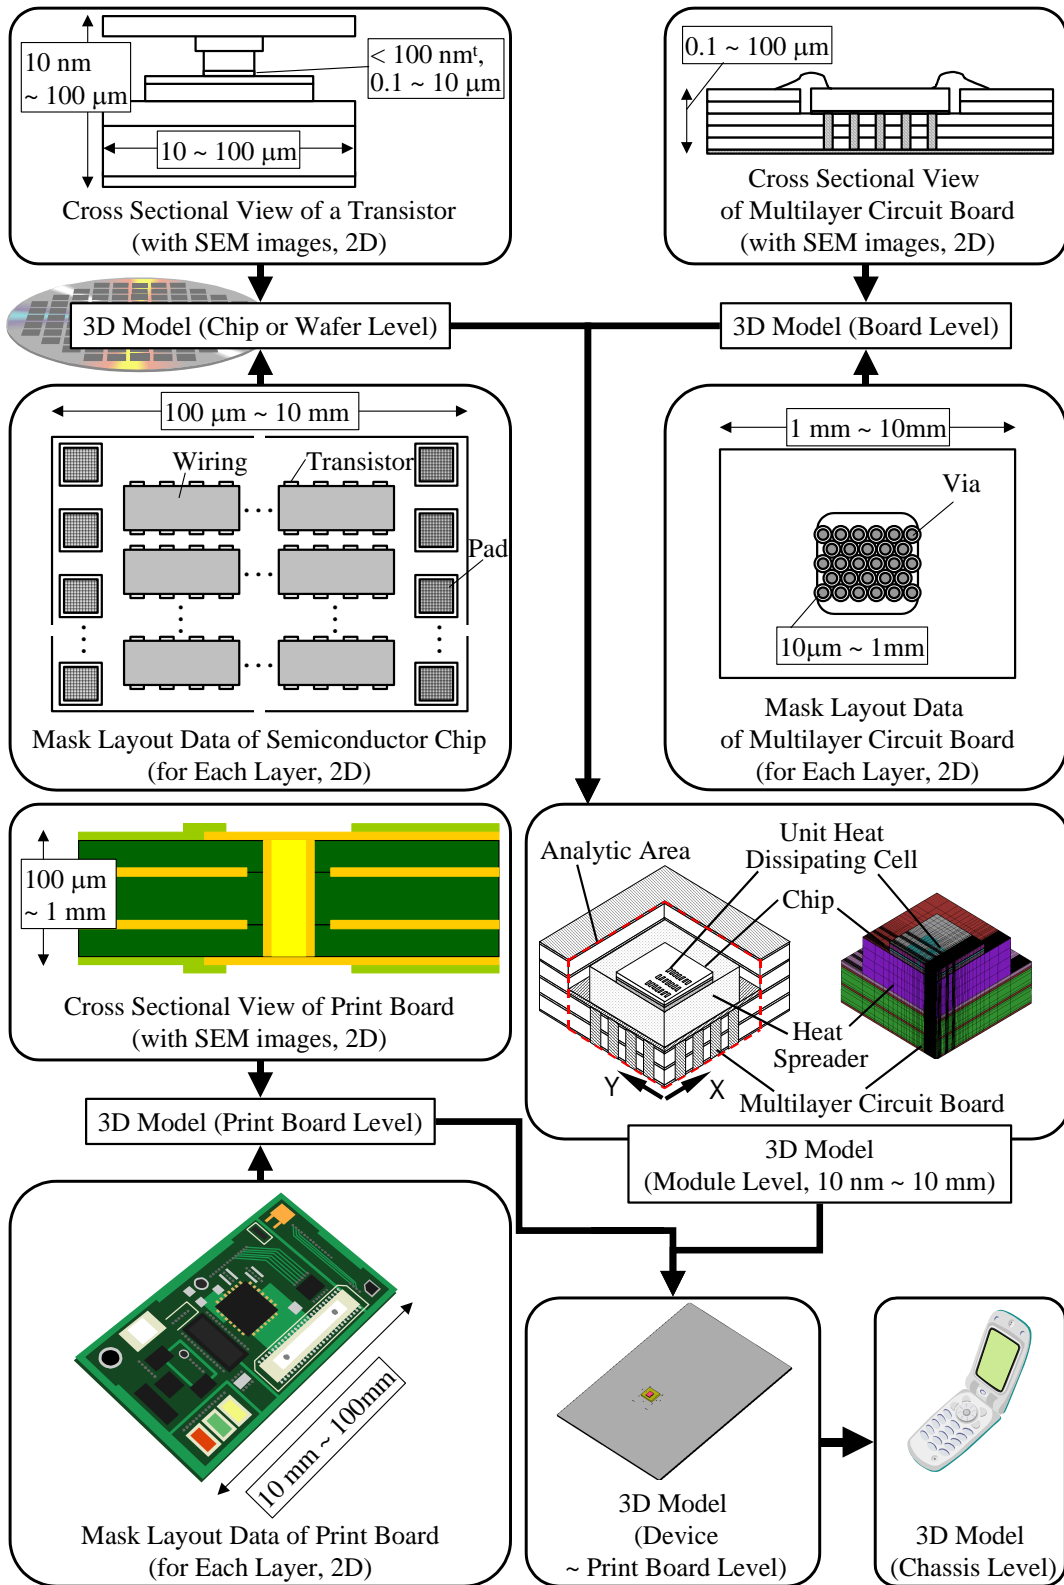 10 nm
~ 100 μm
< 100 nmᵗ,
0.1 ~ 10 μm
10 ~ 100 μm
Cross Sectional View of a Transistor
(with SEM images, 2D)
0.1 ~ 100 μm
Cross Sectional View
of Multilayer Circuit Board
(with SEM images, 2D)
3D Model (Chip or Wafer Level)
3D Model (Board Level)
100 μm ~ 10 mm
Wiring
Transistor
Pad
Mask Layout Data of Semiconductor Chip
(for Each Layer, 2D)
1 mm ~ 10mm
Via
10μm ~ 1mm
Mask Layout Data
of Multilayer Circuit Board
(for Each Layer, 2D)
100 μm
~ 1 mm
Cross Sectional View of Print Board
(with SEM images, 2D)
Analytic Area
Unit Heat
Dissipating Cell
Chip
Heat
Spreader
Y
X
Multilayer Circuit Board
3D Model (Print Board Level)
3D Model
(Module Level, 10 nm ~ 10 mm)
10 mm ~ 100mm
Mask Layout Data of Print Board
(for Each Layer, 2D)
3D Model
(Device
~ Print Board Level)
3D Model
(Chassis Level)